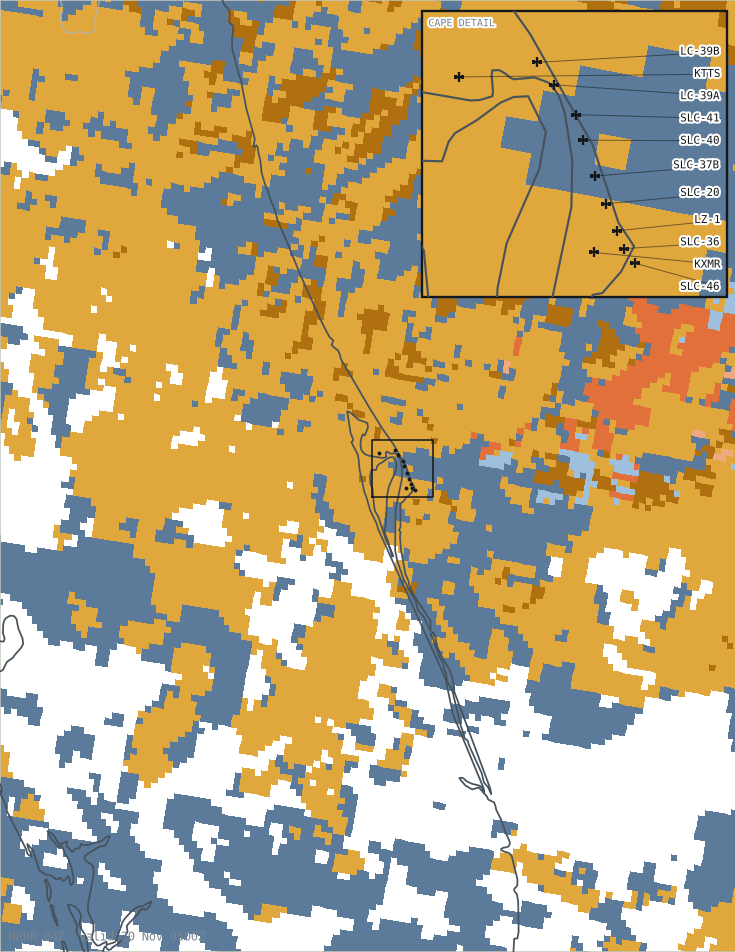 CAPE DETAIL
LC-39B
KTTS
LC-39A
SLC-41
SLC-40
SLC-37B
SLC-20
LZ-1
SLC-36
KXMR
SLC-46